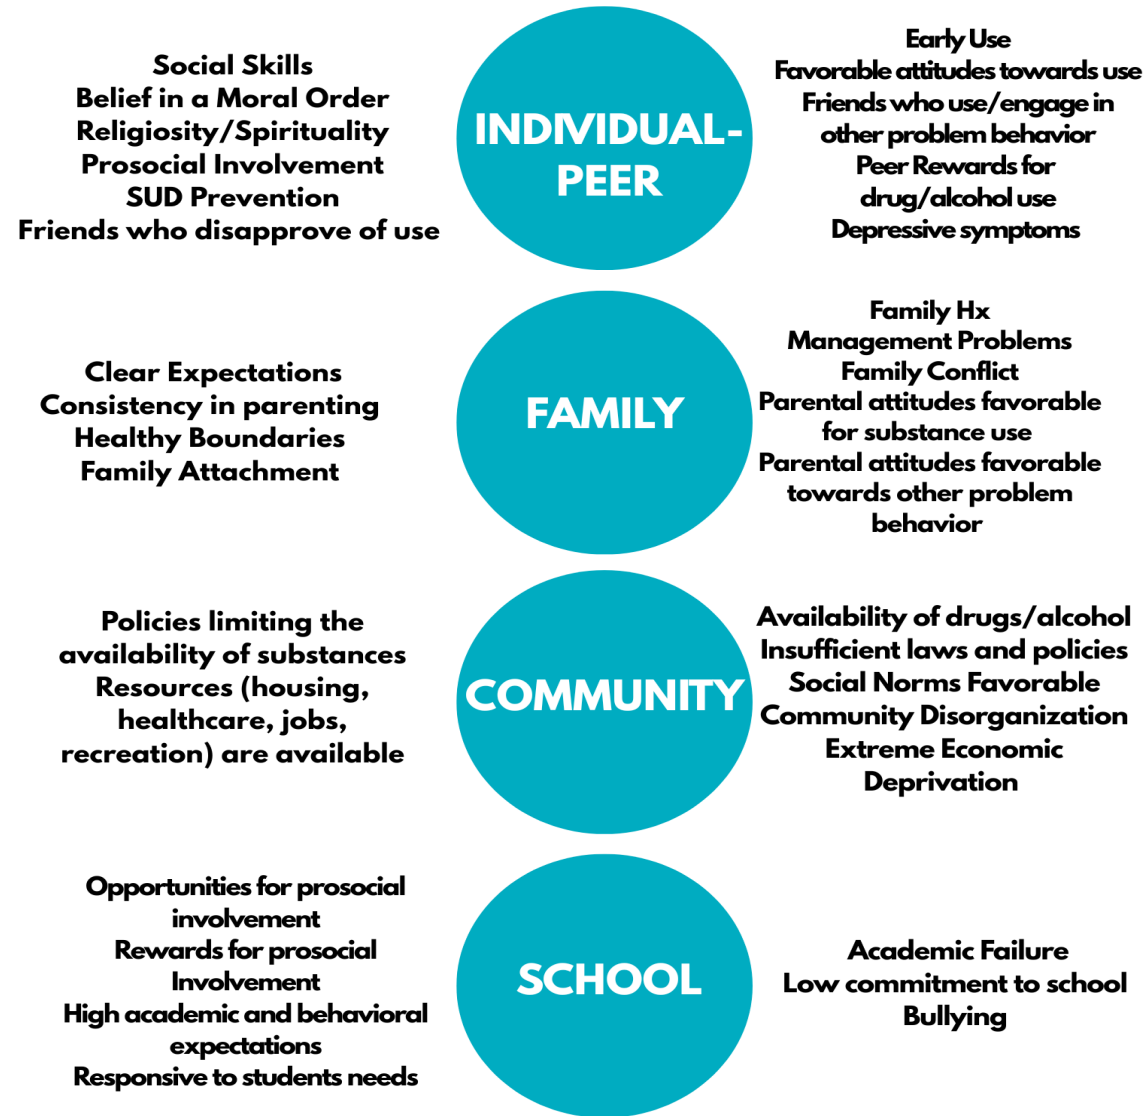 Social Skills
Belief in a Moral Order
Religiosity/Spirituality
Prosocial Involvement
SUD Prevention
Friends who disapprove of use
INDIVIDUAL-
PEER
Early Use
Favorable attitudes towards use
Friends who use/engage in
other problem behavior
Peer Rewards for
drug/alcohol use
Depressive symptoms
Clear Expectations
Consistency in parenting
Healthy Boundaries
Family Attachment
FAMILY
Family Hx
Management Problems
Family Conflict
Parental attitudes favorable
for substance use
Parental attitudes favorable
towards other problem
behavior
Policies limiting the
availability of substances
Resources (housing,
healthcare, jobs,
recreation) are available
COMMUNITY
Availability of drugs/alcohol
Insufficient laws and policies
Social Norms Favorable
Community Disorganization
Extreme Economic
Deprivation
Opportunities for prosocial
involvement
Rewards for prosocial
Involvement
High academic and behavioral
expectations
Responsive to students needs
SCHOOL
Academic Failure
Low commitment to school
Bullying